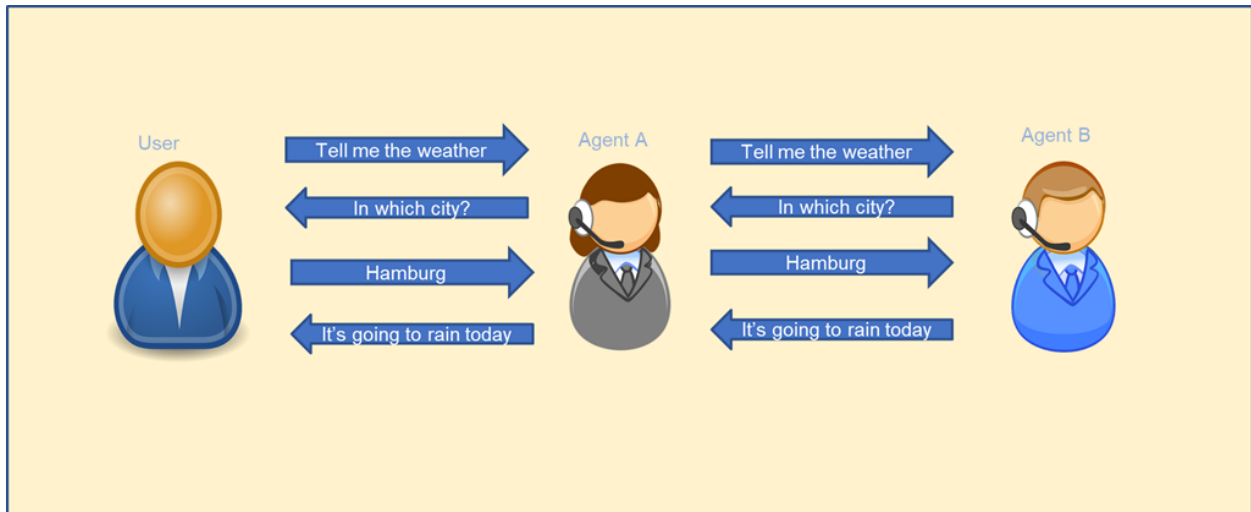 User
Agent A
Agent B
Tell me the weather
Tell me the weather
In which city?
In which city?
Hamburg
Hamburg
It's going to rain today
It's going to rain today